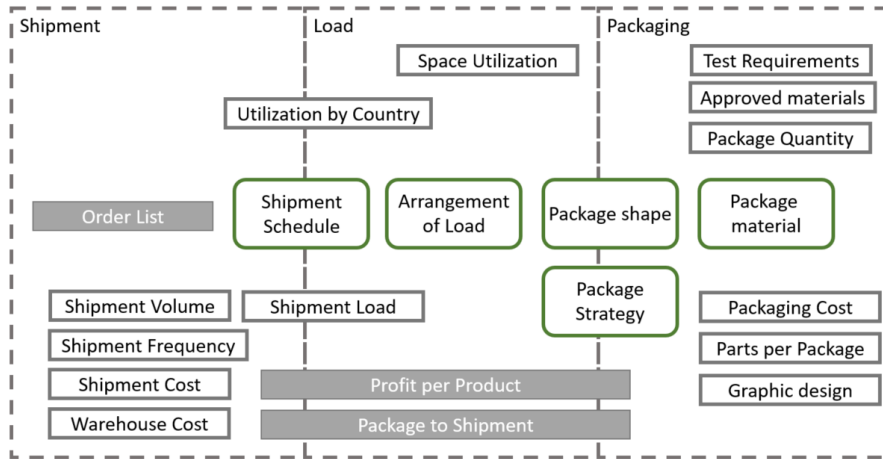 Shipment
Load
Packaging
Space Utilization
Test Requirements
Approved materials
Utilization by Country
Package Quantity
Order List
Shipment
Schedule
Arrangement
of Load
Package shape
Package
material
Package
Strategy
Shipment Volume
Shipment Load
Packaging Cost
Shipment Frequency
Parts per Package
Shipment Cost
Profit per Product
Graphic design
Warehouse Cost
Package to Shipment